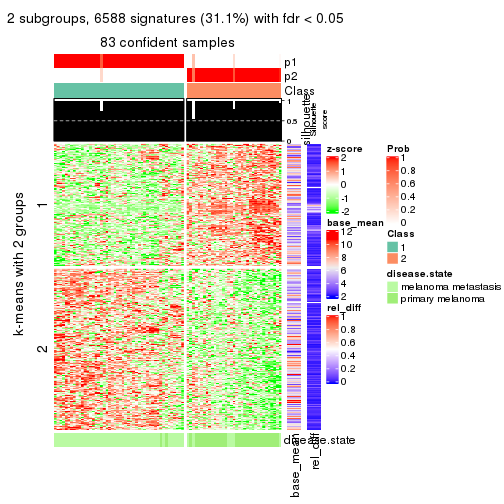 2 subgroups, 6588 signatures (31.1%) with fdr < 0.05
83 confident samples
p1
p2
Class
1
0.5
0
silhouette
Silhouette
score
k-means with 2 groups
1
2
disease.state
base_mean
rel_diff
z-score
2
1
0
-1
-2
base_mean
12
10
8
6
4
2
rel_diff
1
0.8
0.6
0.4
0.2
0
Prob
1
0.8
0.6
0.4
0.2
0
Class
1
2
disease.state
melanoma metastasis
primary melanoma